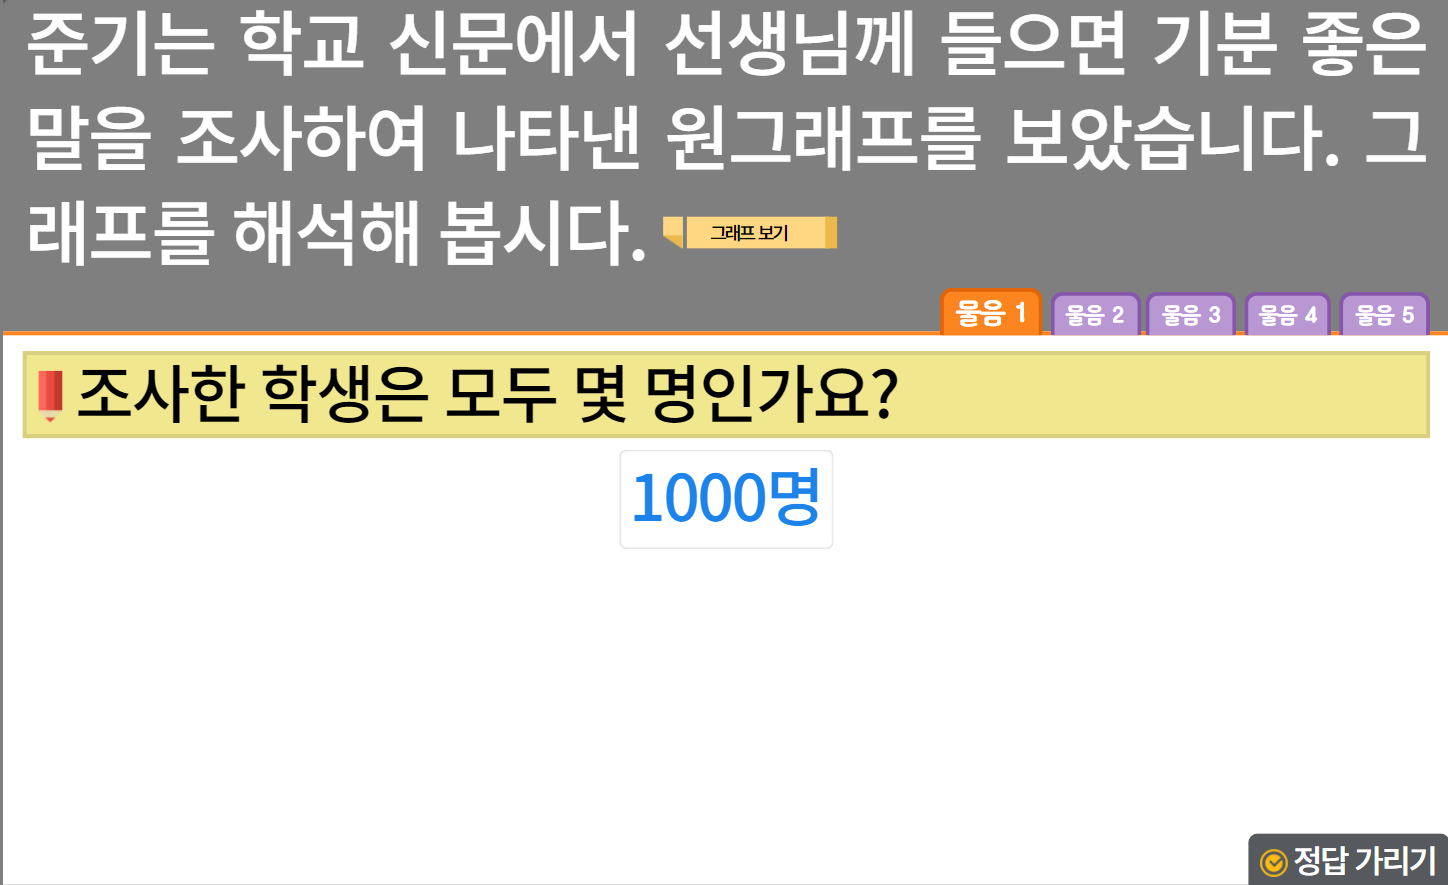 준기는 학교 신문에서 선생님께 들으면 기분 좋은
말을 조사하여 나타낸 원그래프를 보았습니다. 그
래프를 해석해 봅시다. 그래프 보기
물음 1 물음 2 물음 3 물음 4 물음 5
조사한 학생은 모두 몇 명인가요?
1000명
정답 가리기